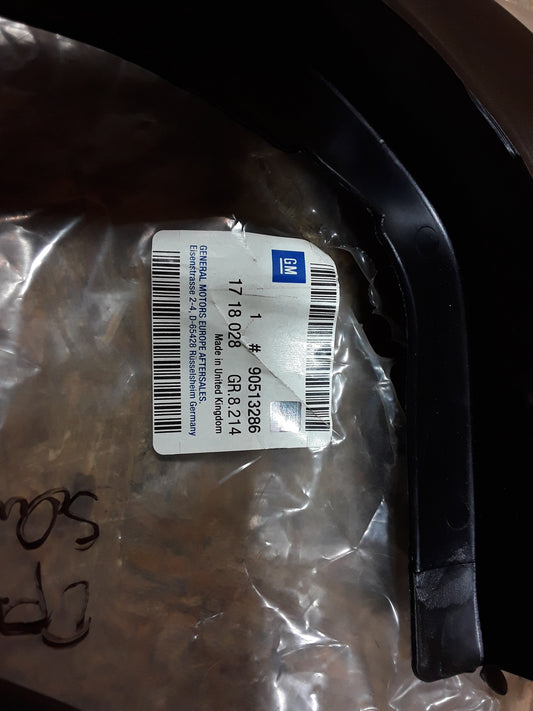 GM
1 # 90513286
17 18 028 GR.8.214
Made in United Kingdom
GENERAL MOTORS EUROPE AFTERSALES.
Eisenstrasse 2-4, D-65428 Rüsselsheim Germany